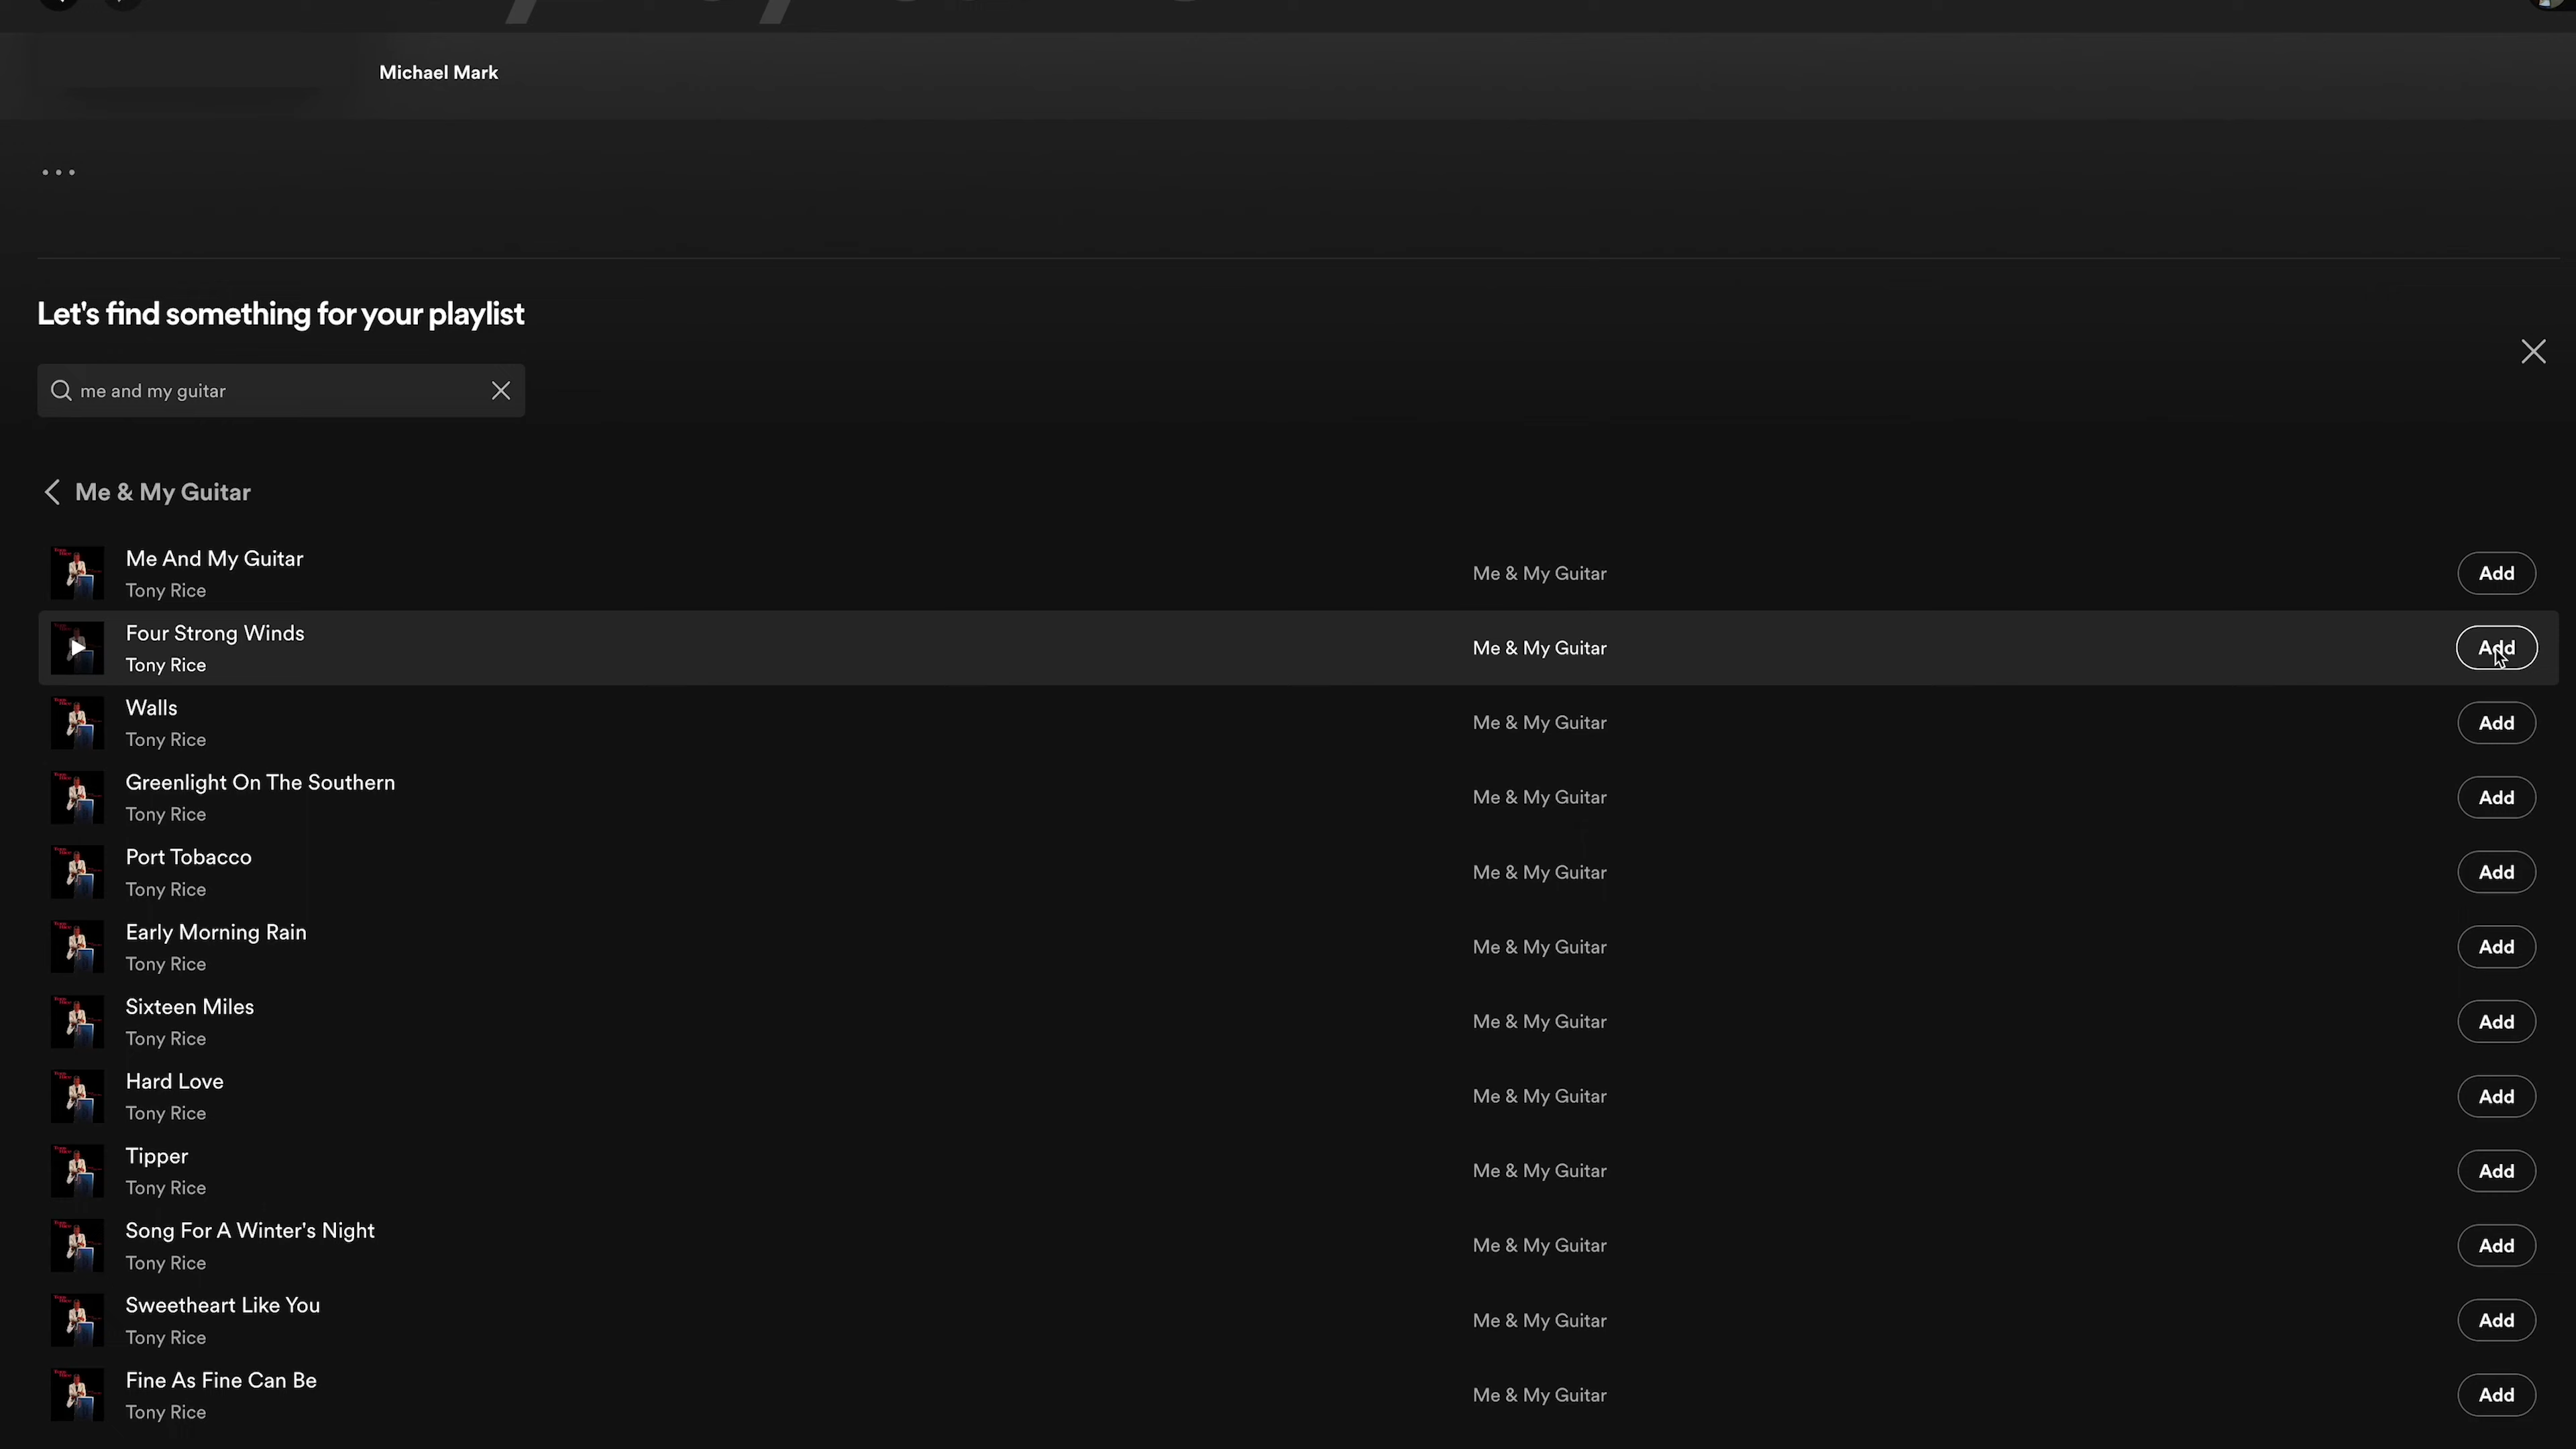 Michael Mark
Let's find something for your playlist
me and my guitar
Me & My Guitar
Me And My Guitar
Tony Rice
Me & My Guitar
Add
Four Strong Winds
Tony Rice
Me & My Guitar
Add
Walls
Tony Rice
Me & My Guitar
Add
Greenlight On The Southern
Tony Rice
Me & My Guitar
Add
Port Tobacco
Tony Rice
Me & My Guitar
Add
Early Morning Rain
Tony Rice
Me & My Guitar
Add
Sixteen Miles
Tony Rice
Me & My Guitar
Add
Hard Love
Tony Rice
Me & My Guitar
Add
Tipper
Tony Rice
Me & My Guitar
Add
Song For A Winter's Night
Tony Rice
Me & My Guitar
Add
Sweetheart Like You
Tony Rice
Me & My Guitar
Add
Fine As Fine Can Be
Tony Rice
Me & My Guitar
Add